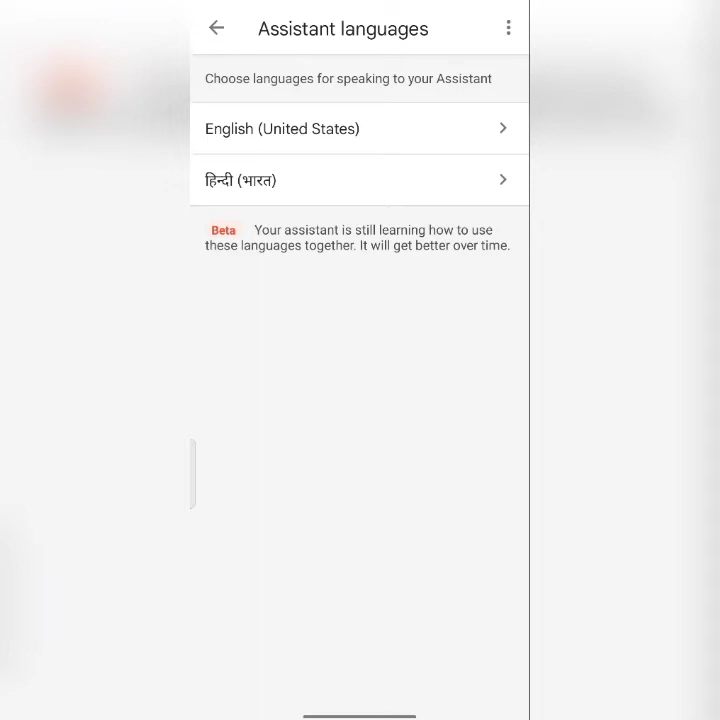 Assistant languages
Choose languages for speaking to your Assistant
English (United States)
हिन्दी (भारत)
Beta Your assistant is still learning how to use
these languages together. It will get better over time.